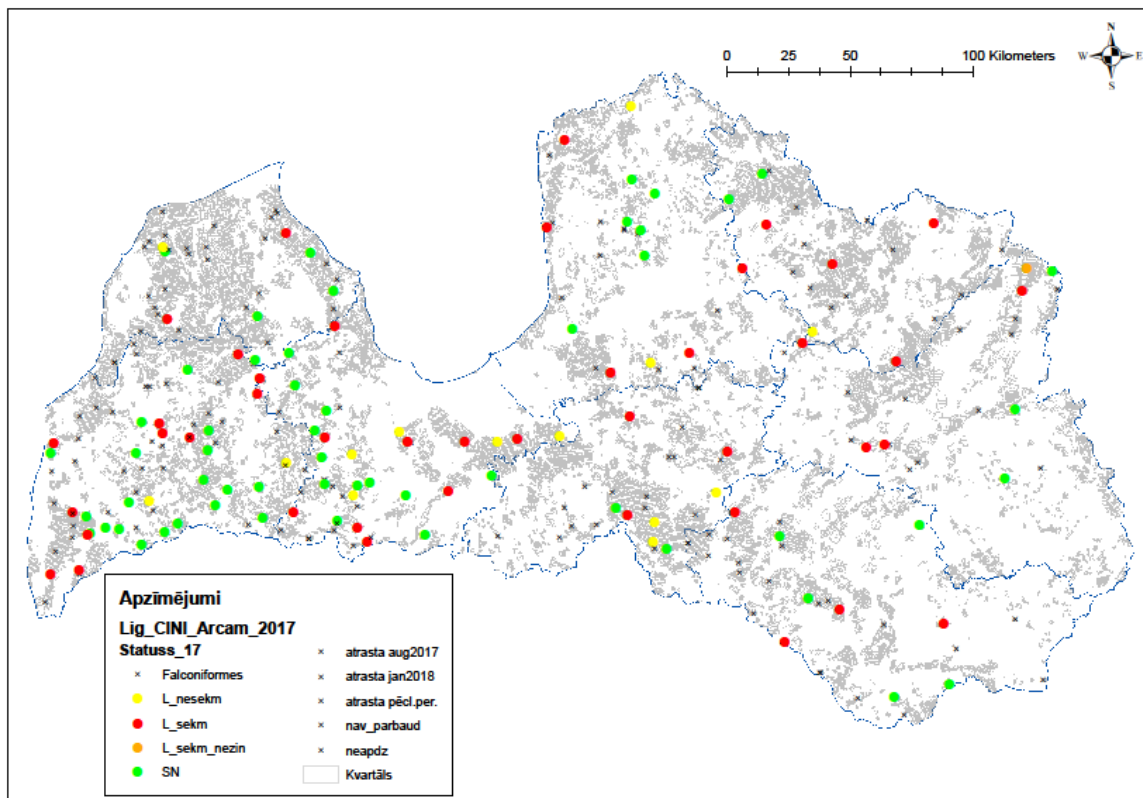 N
W E
S
0 25 50 100 Kilometers
Apzīmējumi
Lig_CINI_Arcam_2017
Statuss_17
× Falconiformes
L_nesekm
L_sekm
L_sekm_nezin
SN
× atrasta aug2017
× atrasta jan2018
× atrasta pēcl.per.
× nav_parbaud
× neapdz
Kvartāls